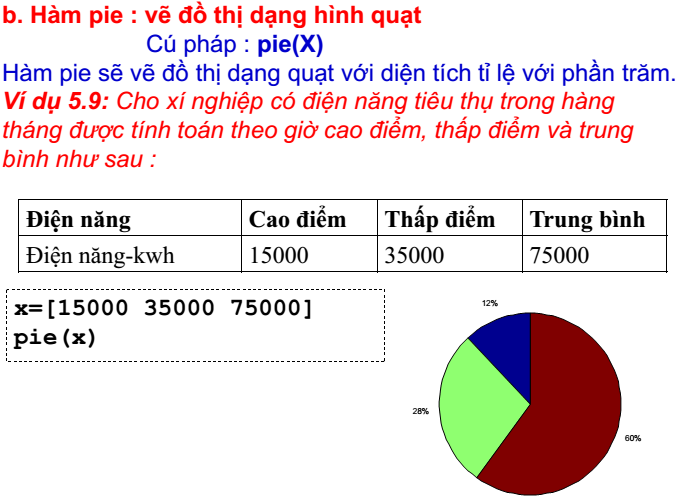 b. Hàm pie : vẽ đồ thị dạng hình quạt
Cú pháp : pie(X)
Hàm pie sẽ vẽ đồ thị dạng quạt với diện tích tỉ lệ với phần trăm.
Ví dụ 5.9: Cho xí nghiệp có điện năng tiêu thụ trong hàng
tháng được tính toán theo giờ cao điểm, thấp điểm và trung
bình như sau :
Điện năng Cao điểm Thấp điểm Trung bình
Điện năng-kwh 15000 35000 75000
x=[15000 35000 75000]
pie(x)
12%
28%
60%